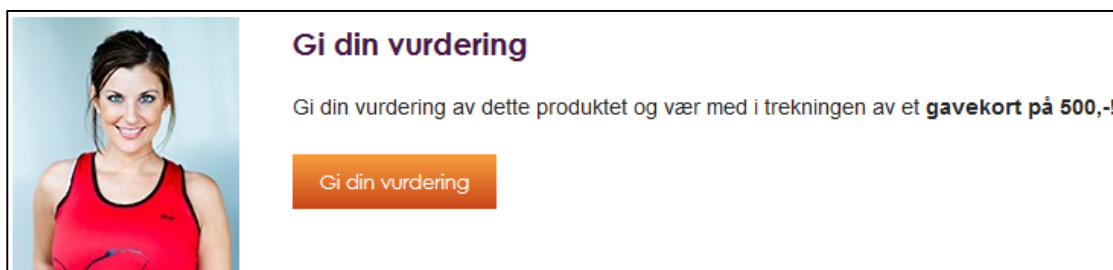 Gi din vurdering
Gi din vurdering av dette produktet og vær med i trekningen av et gavekort på 500,-!
Gi din vurdering